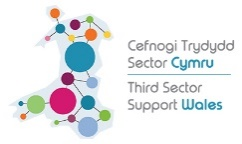 Cefnogi Trydydd
Sector Cymru
Third Sector
Support Wales